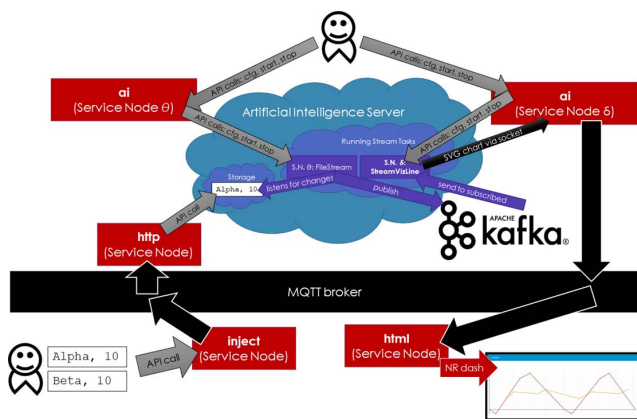 API calls: cfg, start, stop
API calls: cfg, start, stop
ai
(Service Node θ)
ai
(Service Node δ)
Artificial Intelligence Server
API calls: cfg, start, stop
API calls: cfg, start, stop
Running Stream Tasks
SVG chart via socket
S.N. θ: FileStream
S.N. δ:
StreamVizLine
Storage
Alpha, 10
listens for changes
publish
send to subscribed
API call
APACHE
kafka®
http
(Service Node)
MQTT broker
inject
(Service Node)
html
(Service Node)
Alpha, 10
Beta, 10
API call
NR dash